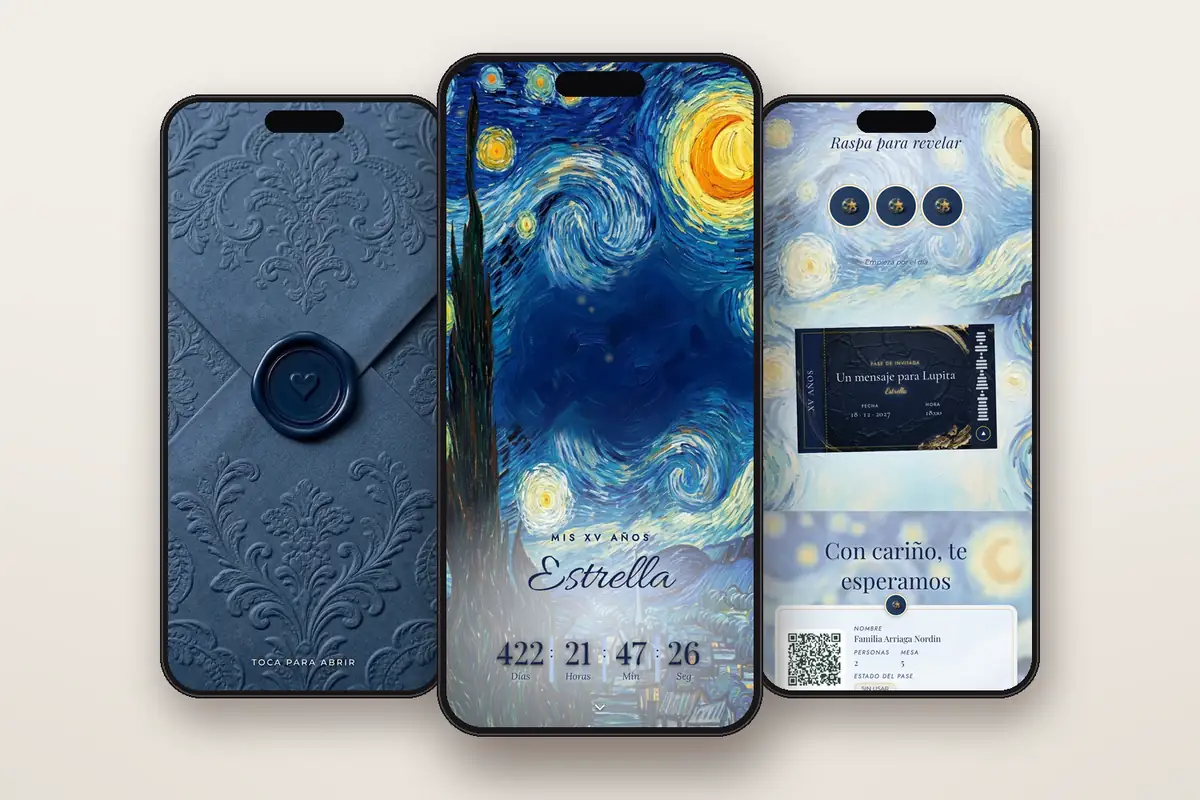 TOCA PARA ABRIR
MIS XV AÑOS
Estrella
422 : 21 : 47 : 26
Días Horas Min Seg
Raspa para revelar
Empieza por el día
XV AÑOS
PASE DE INVITADA
Un mensaje para Lupita
Estrella
FECHA HORA
18 · 12 · 2027 18:00
Con cariño, te
esperamos
NOMBRE
Familia Arriaga Nordin
PERSONAS MESA
2 5
ESTADO DEL PASE
SIN USAR